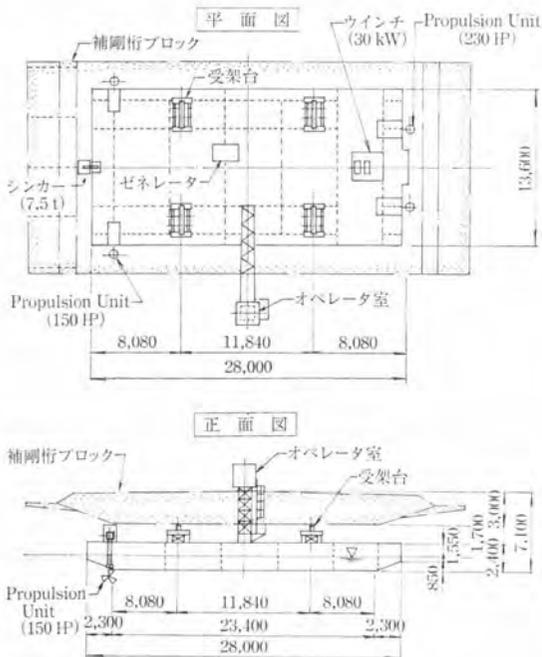 平面図
補剛桁ブロック
ウインチ
(30 kW)
Propulsion Unit
(230 HP)
受架台
シンカー
(7.5 t)
ゼネレーター
13,600
Propulsion Unit
(150 HP)
オペレータ室
8,080
11,840
8,080
28,000
正面図
補剛桁ブロック
オペレータ室
受架台
1,550
1,700
3,000
7,100
850
2,400
Propulsion
Unit
(150 HP)
8,080
11,840
8,080
2,300
23,400
2,300
28,000